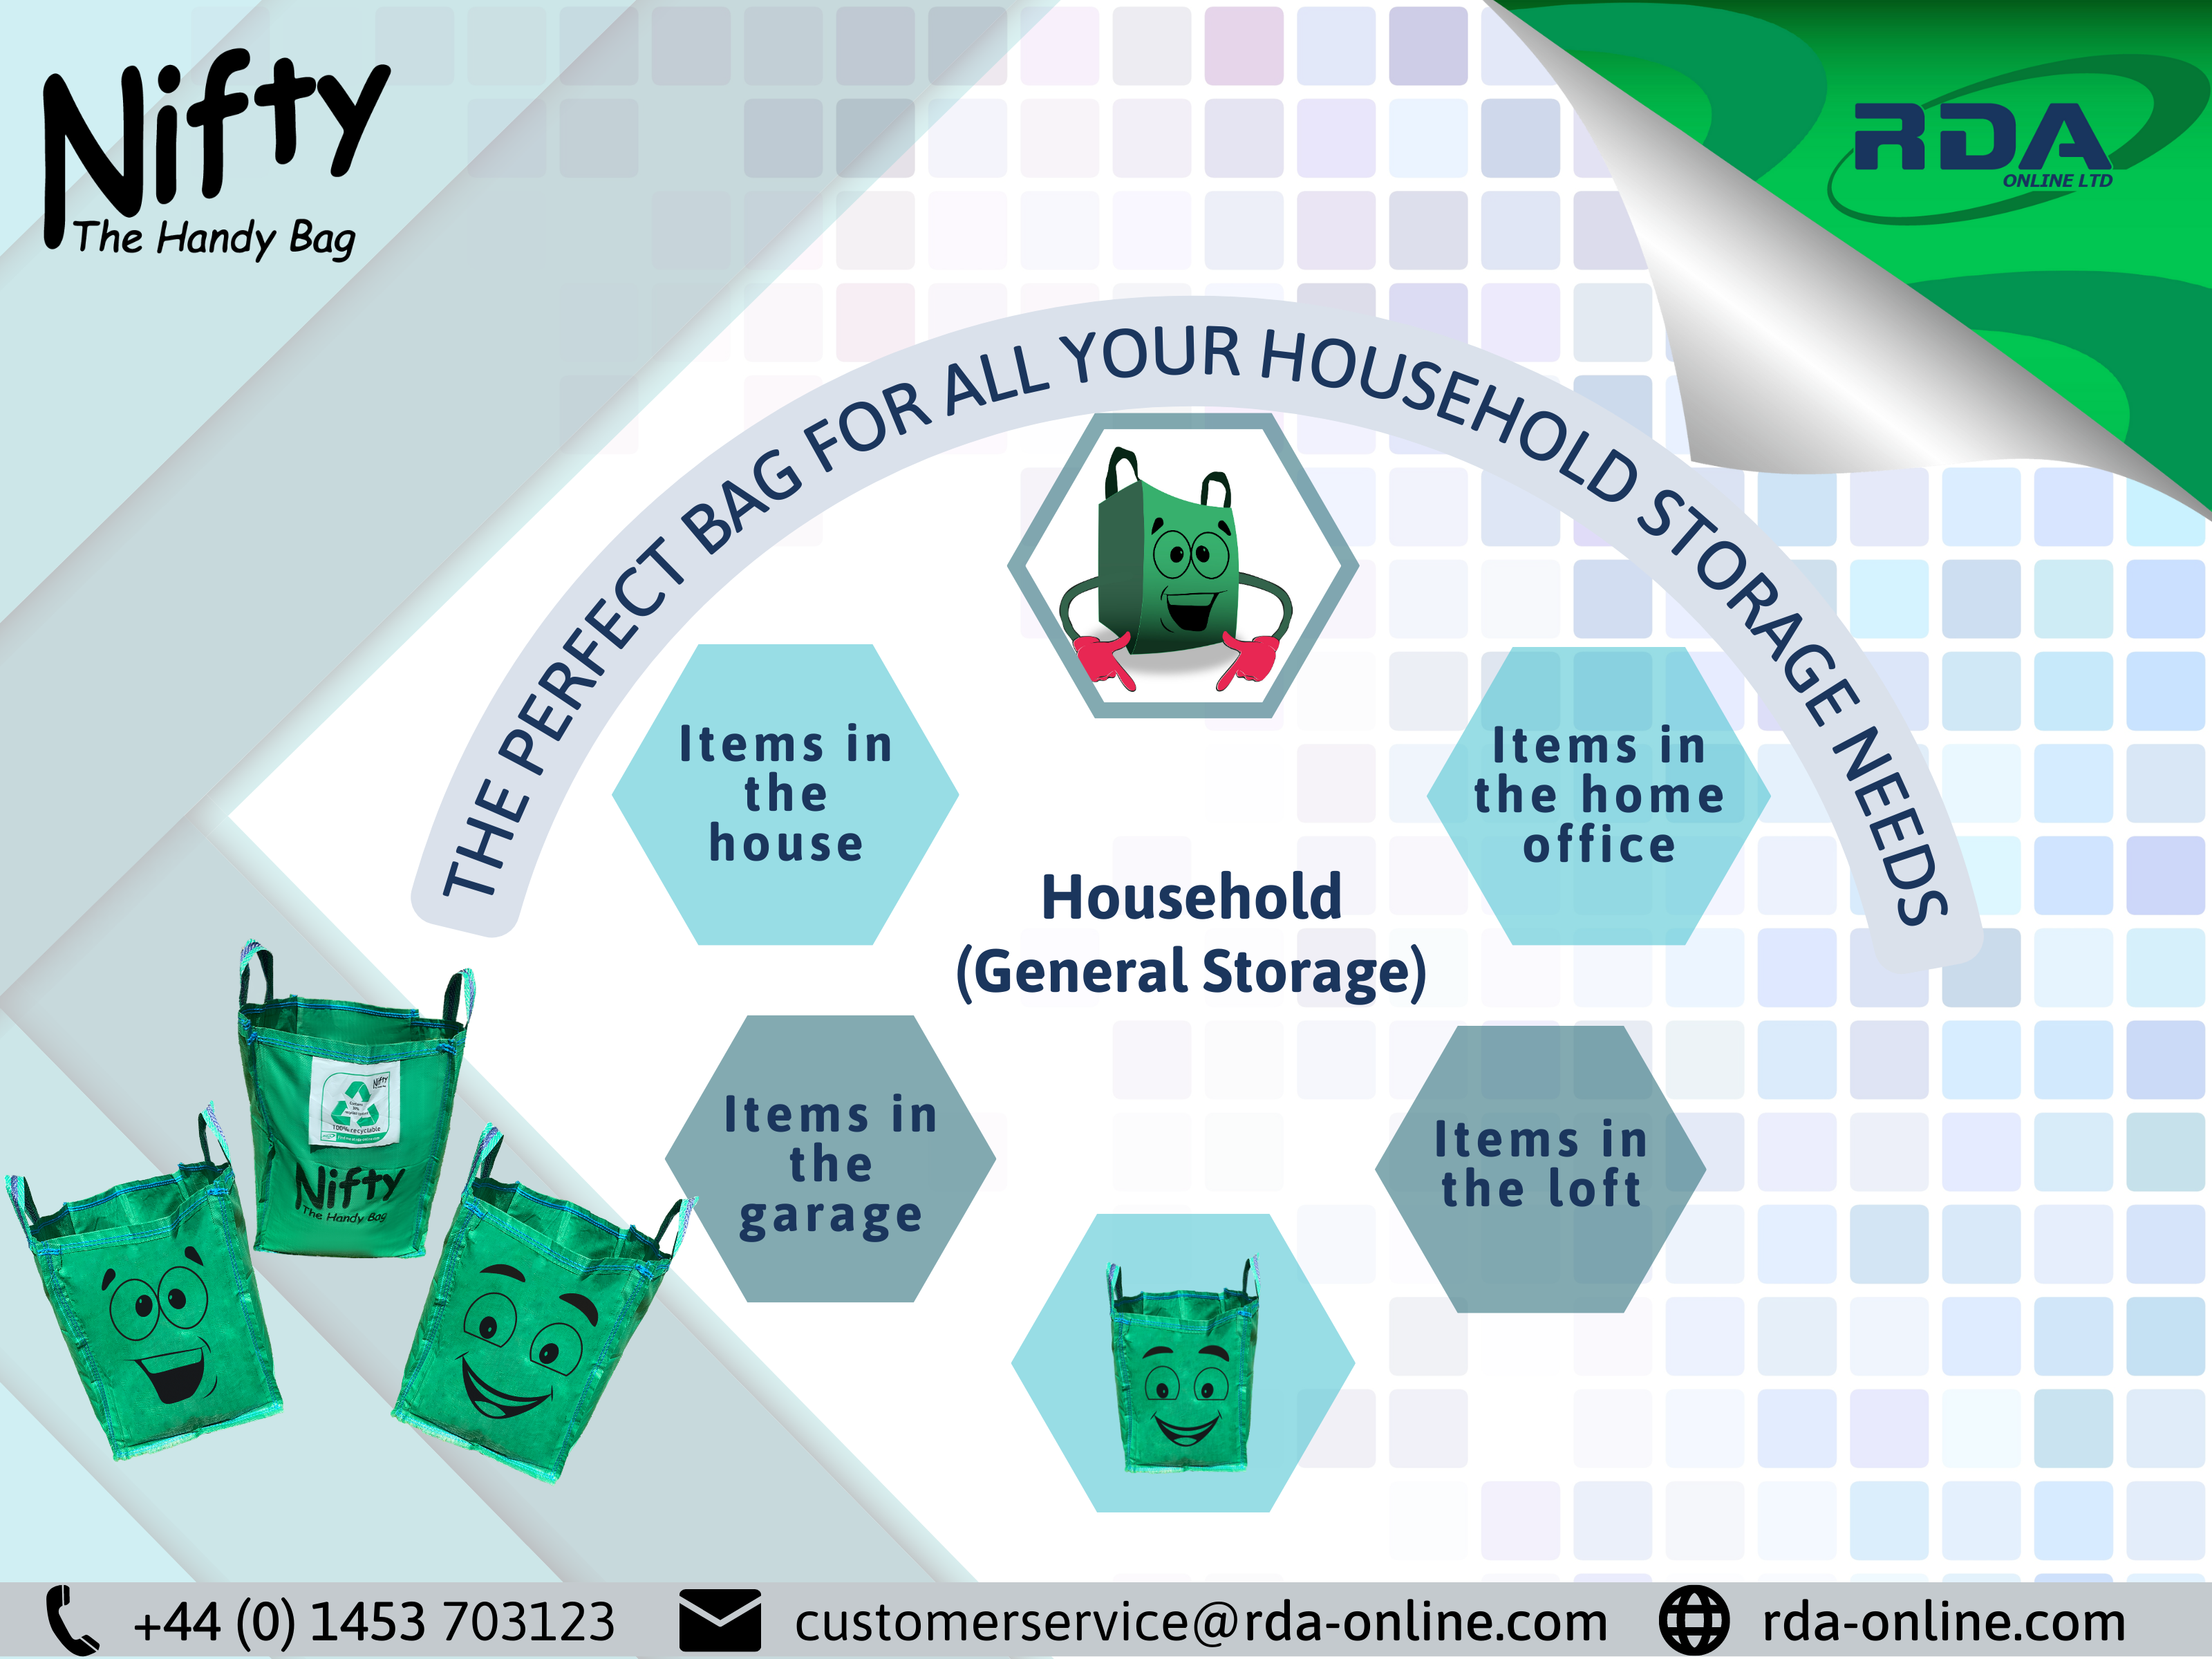 Nifty
The Handy Bag
RDA
ONLINE LTD
THE PERFECT BAG FOR ALL YOUR HOUSEHOLD STORAGE NEEDS
Items in
the
house
Items in
the home
office
Household
(General Storage)
Items in
the
garage
Items in
the loft
Nifty
100% recyclable
Nifty
The Handy Bag
+44 (0) 1453 703123
customerservice@rda-online.com
rda-online.com